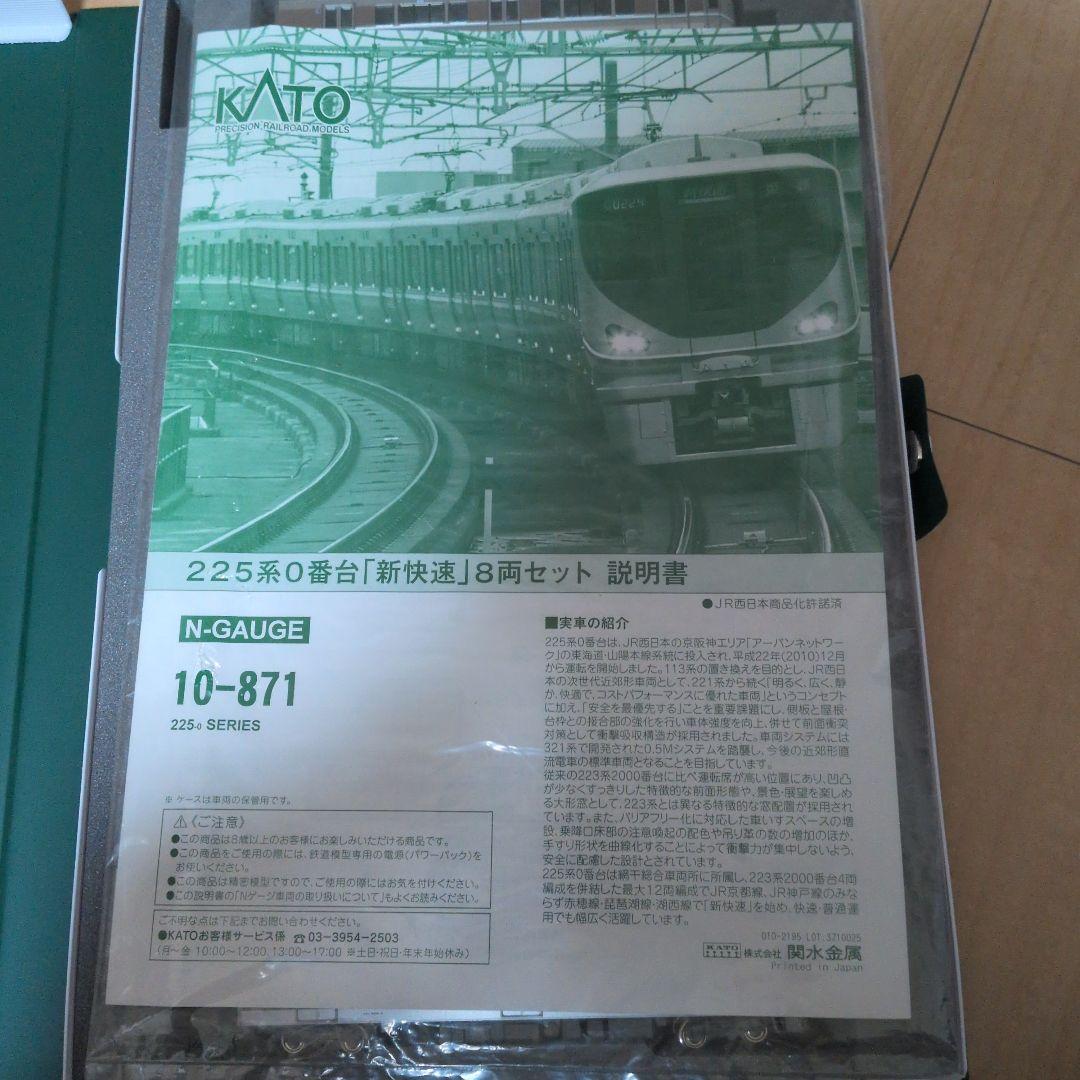 KATO
PRECISION RAILROAD MODELS
225系0番台「新快速」8両セット 説明書
●JR西日本商品化許諾済
N-GAUGE
10-871
225-0 SERIES
※ ケースは車両の保管用です。
⚠《ご注意》
●この商品は8歳以上のお客様にお楽しみいただける商品です。
●この商品をご使用の際には、鉄道模型専用の電源(パワーパック)を
お使いください。
●この商品は精密模型ですので、ご使用の際にはお気を付けください。
●この説明書の「Nゲージ車両の取り扱いについて」もよくお読みください。
ご不明な点は下記までお問い合わせください。
●KATOお客様サービス係 ☎03-3954-2503
(月〜金 10:00〜12:00、13:00〜17:00 ※土日・祝日・年末年始休み)
■実車の紹介
225系0番台は、JR西日本の京阪神エリア「アーバンネットワー
ク」の東海道・山陽本線系統に投入され、平成22年(2010)12月
から運転を開始しました。113系の置き換えを目的とし、JR西日
本の次世代近郊形車両として、221系から続く「明るく、広く、静
か、快適で、コストパフォーマンスに優れた車両」というコンセプト
に加え、「安全を最優先する」ことを重要課題にし、側板と屋根・
台枠との接合部の強化を行い車体強度を向上、併せて前面衝突
対策として衝撃吸収構造が採用されました。車両システムには
321系で開発された0.5Mシステムを踏襲し、今後の近郊形直
流電車の標準車両となることを目指しています。
従来の223系2000番台に比べ運転席が高い位置にあり、凹凸
が少なくすっきりした特徴的な前面形態や、景色・展望を楽しめ
る大形窓として、223系とは異なる特徴的な窓配置が採用され
ています。また、バリアフリー化に対応した車いすスペースの増
設、乗降口床部の注意喚起の配色や吊り革の数の増加のほか、
手すり形状を曲線化することによって衝撃力が集中しないよう、
安全に配慮した設計とされています。
225系0番台は網干総合車両所に所属し、223系2000番台4両
編成を併結した最大12両編成でJR京都線、JR神戸線のみな
らず赤穂線・琵琶湖線・湖西線で「新快速」を始め、快速・普通運
用でも幅広く活躍しています。
010-2195 LOT 3710025
KATO 株式会社 関水金属
Printed in Japan